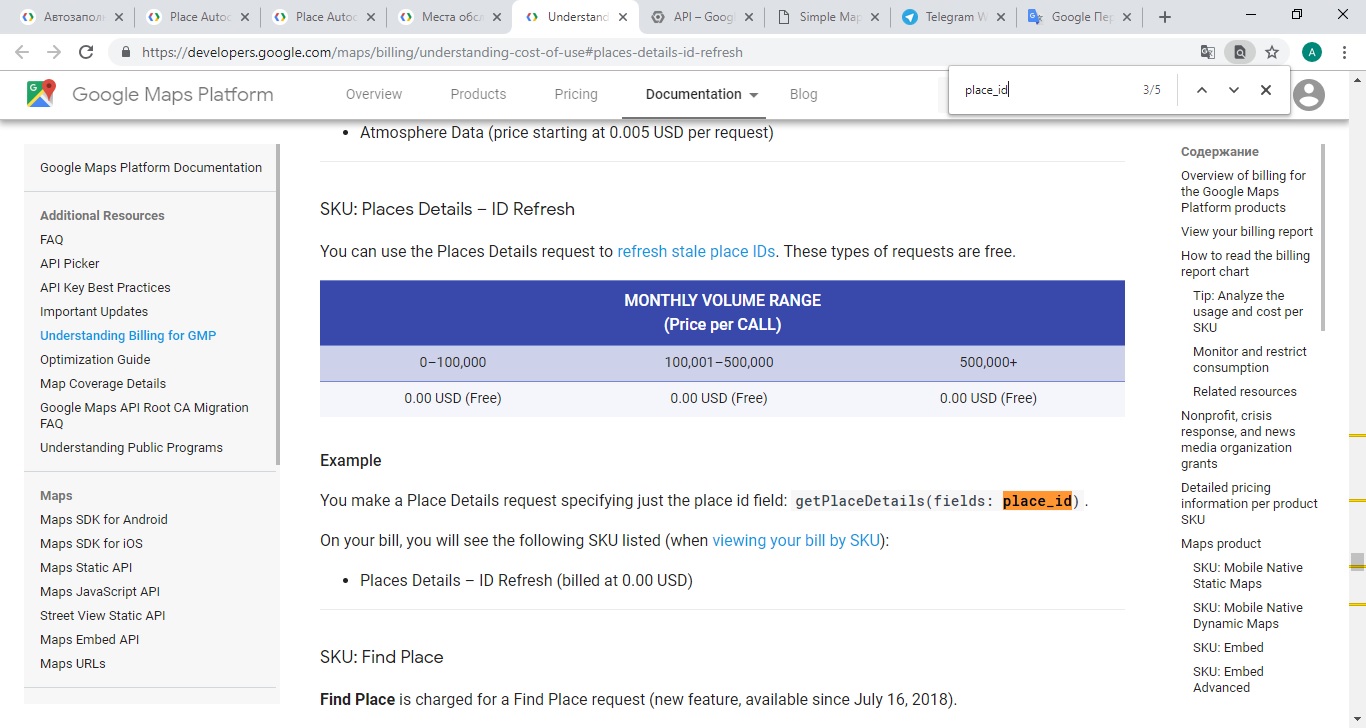 Автозапол
Place Autoc
Place Autoc
Места обсл
Understand
API – Goog
Simple Map
Telegram W
Google Пер
https://developers.google.com/maps/billing/understanding-cost-of-use#places-details-id-refresh
A
place_id
3/5
Google Maps Platform
Overview
Products
Pricing
Documentation
Blog
Google Maps Platform Documentation
Additional Resources
FAQ
API Picker
API Key Best Practices
Important Updates
Understanding Billing for GMP
Optimization Guide
Map Coverage Details
Google Maps API Root CA Migration
FAQ
Understanding Public Programs
Maps
Maps SDK for Android
Maps SDK for iOS
Maps Static API
Maps JavaScript API
Street View Static API
Maps Embed API
Maps URLs
• Atmosphere Data (price starting at 0.005 USD per request)
SKU: Places Details – ID Refresh
You can use the Places Details request to refresh stale place IDs. These types of requests are free.
MONTHLY VOLUME RANGE
(Price per CALL)
0–100,000
100,001–500,000
500,000+
0.00 USD (Free)
0.00 USD (Free)
0.00 USD (Free)
Example
You make a Place Details request specifying just the place id field: getPlaceDetails(fields: place_id) .
On your bill, you will see the following SKU listed (when viewing your bill by SKU):
• Places Details – ID Refresh (billed at 0.00 USD)
SKU: Find Place
Find Place is charged for a Find Place request (new feature, available since July 16, 2018).
Содержание
Overview of billing for
the Google Maps
Platform products
View your billing report
How to read the billing
report chart
Tip: Analyze the
usage and cost per
SKU
Monitor and restrict
consumption
Related resources
Nonprofit, crisis
response, and news
media organization
grants
Detailed pricing
information per product
SKU
Maps product
SKU: Mobile Native
Static Maps
SKU: Mobile Native
Dynamic Maps
SKU: Embed
SKU: Embed
Advanced